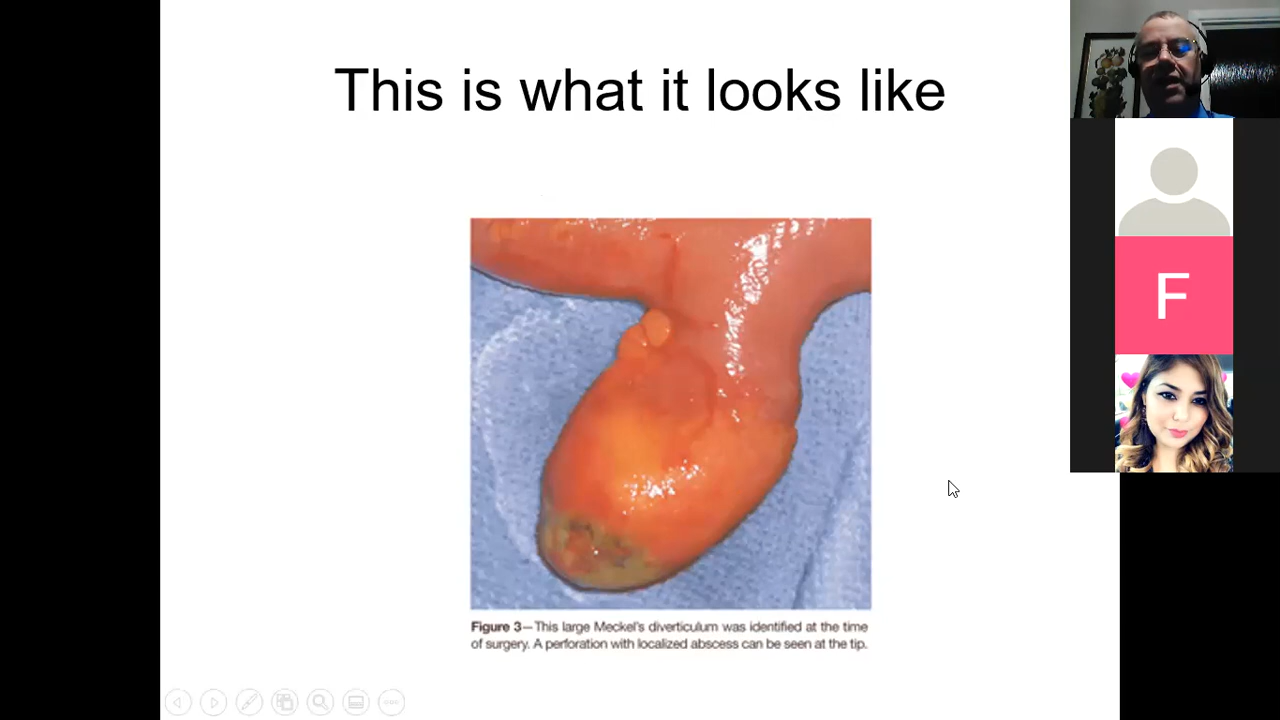 This is what it looks like
F
Figure 3—This large Meckel's diverticulum was identified at the time
of surgery. A perforation with localized abscess can be seen at the tip.